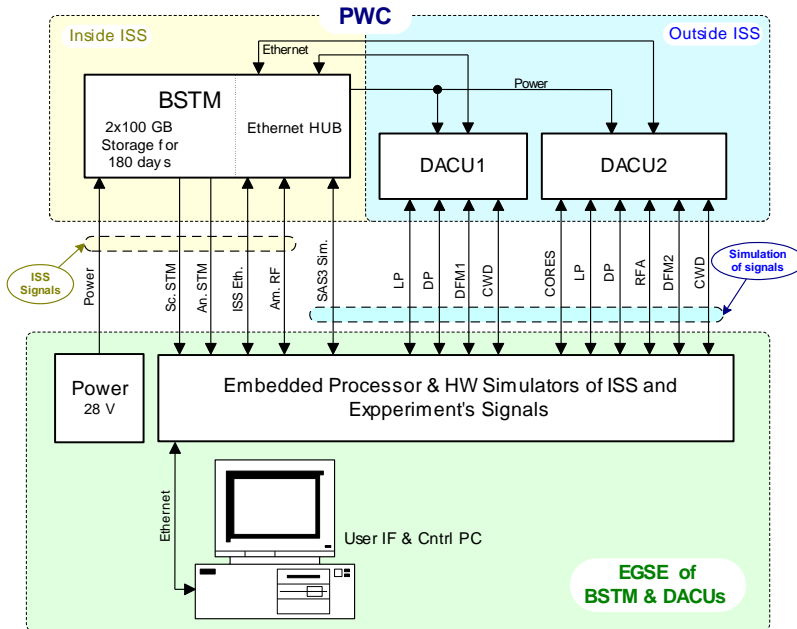 PWC
Inside ISS
Outside ISS
Ethernet
Power
BSTM
2x100 GB
Storage for
180 days
Ethernet HUB
DACU1
DACU2
ISS
Signals
Simulation
of signals
Power
Sc. STM
An. STM
ISS Eth.
Am. RF
SAS3 Sim.
LP
DP
DFM1
CWD
CORES
LP
DP
RFA
DFM2
CWD
Power
28 V
Embedded Processor & HW Simulators of ISS and
Expperiment's Signals
Ethernet
User IF & Cntrl PC
EGSE of
BSTM & DACUs